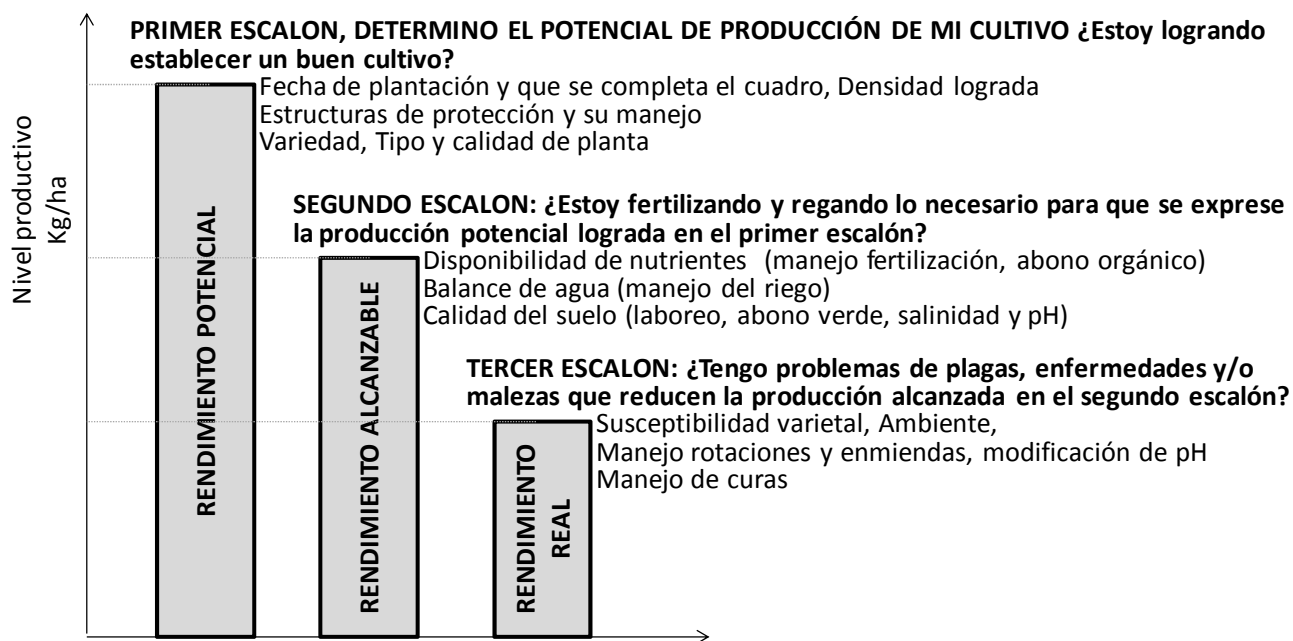 PRIMER ESCALON, DETERMINO EL POTENCIAL DE PRODUCCIÓN DE MI CULTIVO ¿Estoy logrando
establecer un buen cultivo?
Fecha de plantación y que se completa el cuadro, Densidad lograda
Estructuras de protección y su manejo
Variedad, Tipo y calidad de planta
Nivel productivo
Kg/ha
RENDIMIENTO POTENCIAL
SEGUNDO ESCALON: ¿Estoy fertilizando y regando lo necesario para que se exprese
la producción potencial lograda en el primer escalón?
Disponibilidad de nutrientes (manejo fertilización, abono orgánico)
Balance de agua (manejo del riego)
Calidad del suelo (laboreo, abono verde, salinidad y pH)
RENDIMIENTO ALCANZABLE
TERCER ESCALON: ¿Tengo problemas de plagas, enfermedades y/o
malezas que reducen la producción alcanzada en el segundo escalón?
Susceptibilidad varietal, Ambiente,
Manejo rotaciones y enmiendas, modificación de pH
Manejo de curas
RENDIMIENTO
REAL